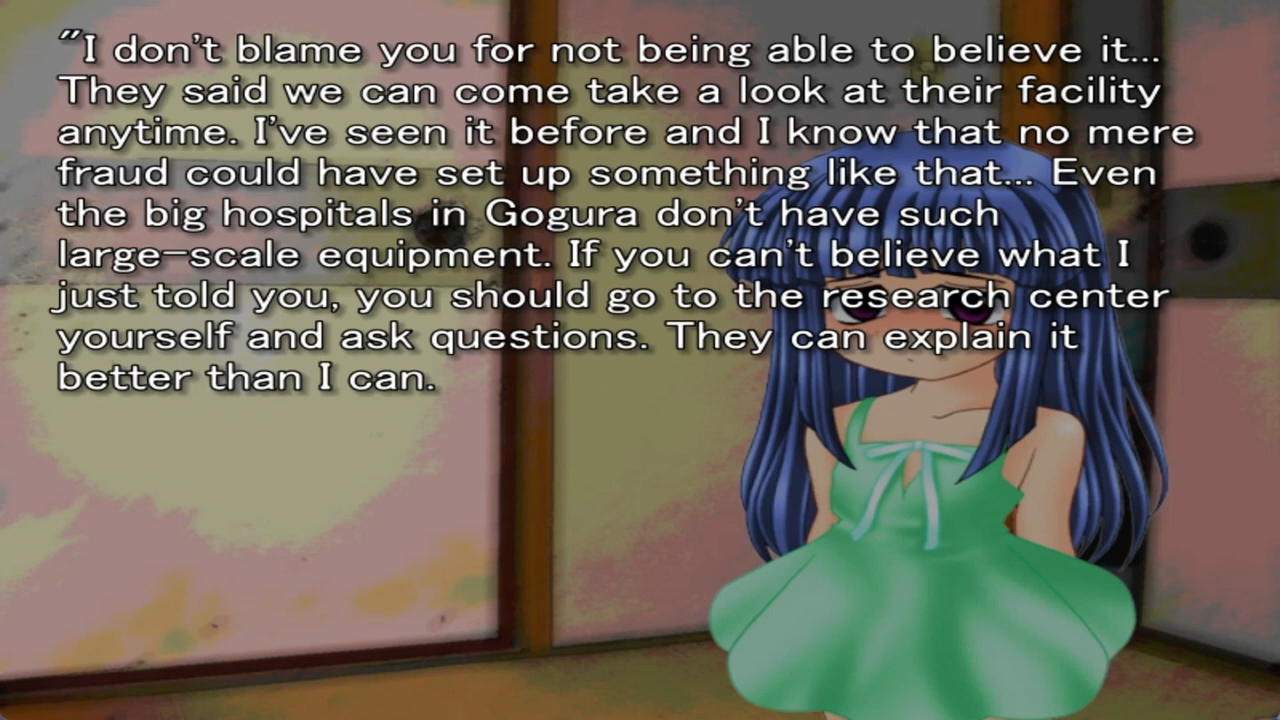 "I don't blame you for not being able to believe it...
They said we can come take a look at their facility
anytime. I've seen it before and I know that no mere
fraud could have set up something like that... Even
the big hospitals in Gogura don't have such
large-scale equipment. If you can't believe what I
just told you, you should go to the research center
yourself and ask questions. They can explain it
better than I can.